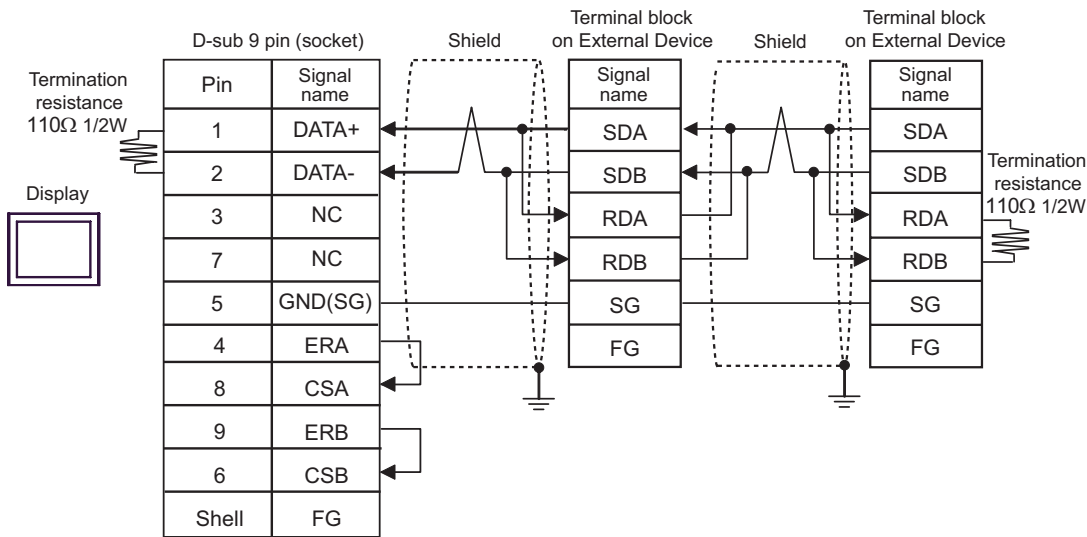 Terminal block
on External Device
Terminal block
on External Device
D-sub 9 pin (socket)
Shield
Shield
Termination
resistance
110Ω 1/2W
Display
Pin
Signal
name
1
DATA+
2
DATA-
3
NC
7
NC
5
GND(SG)
4
ERA
8
CSA
9
ERB
6
CSB
Shell
FG
Signal
name
SDA
SDB
RDA
RDB
SG
FG
Signal
name
SDA
SDB
RDA
RDB
SG
FG
Termination
resistance
110Ω 1/2W